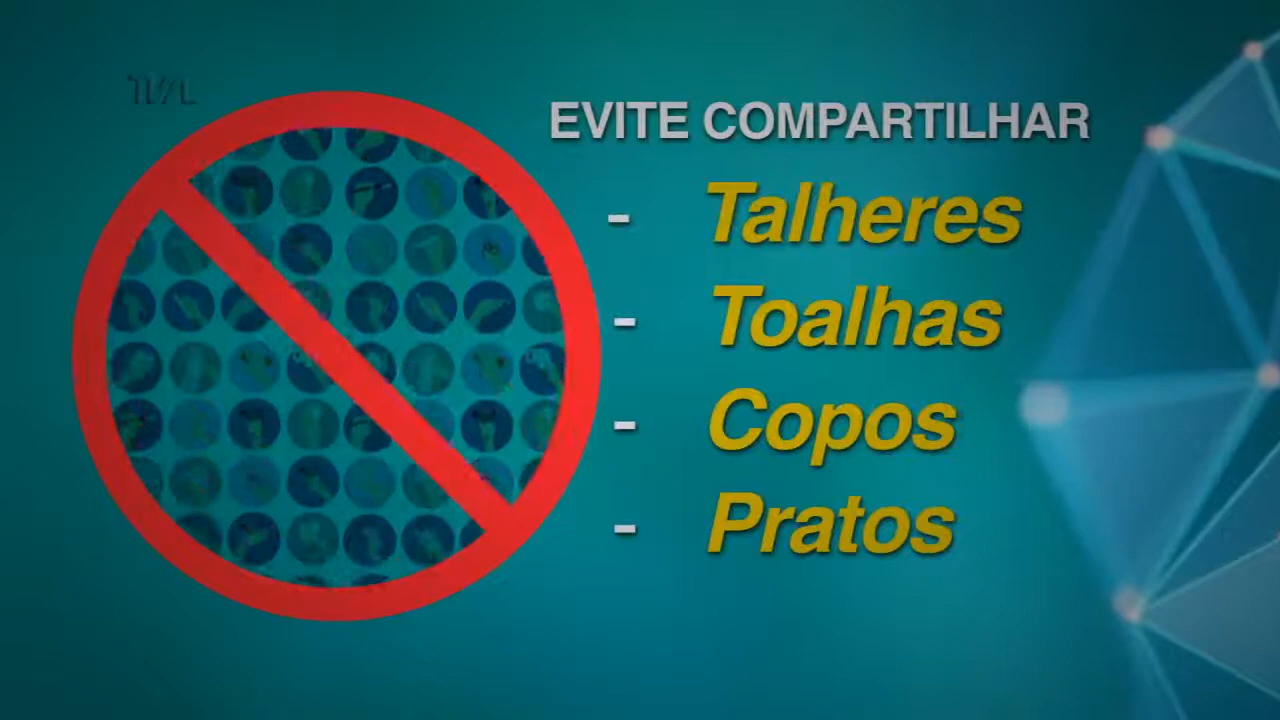 EVITE COMPARTILHAR
- Talheres
- Toalhas
- Copos
- Pratos